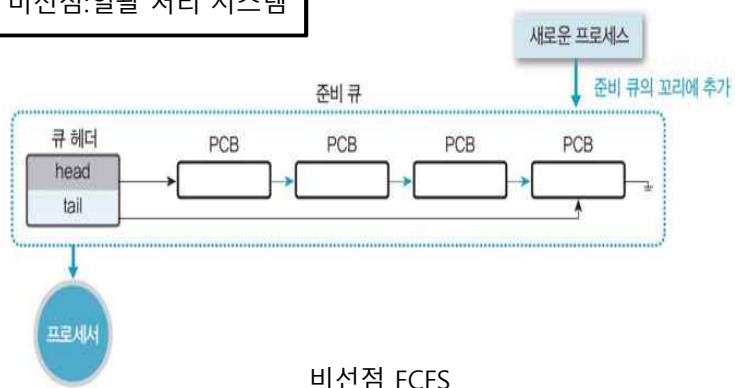 비선점:일괄 처리 시스템
새로운 프로세스
준비 큐
준비 큐의 꼬리에 추가
큐 헤더
PCB
PCB
PCB
PCB
head
tail
프로세서
비선점 FCFS